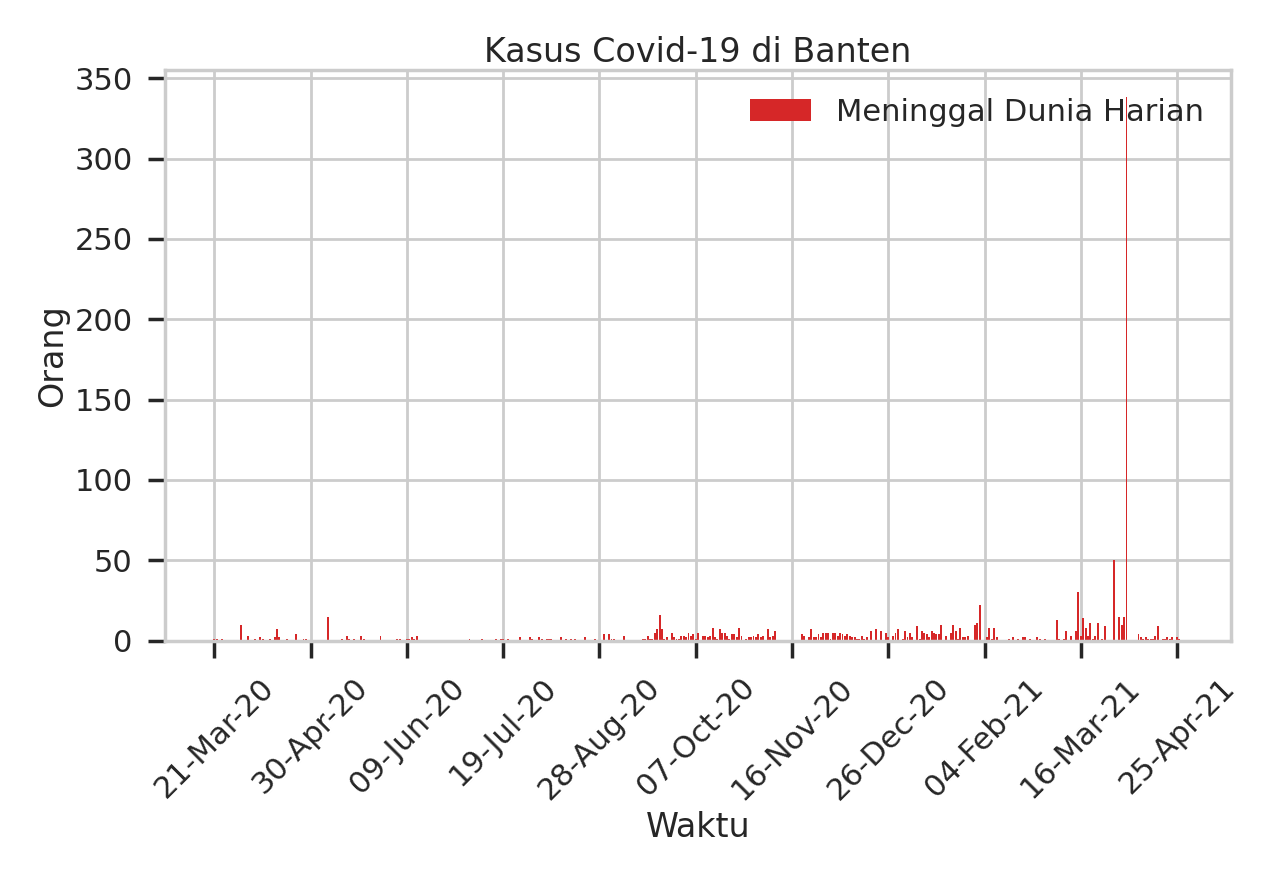 Kasus Covid-19 di Banten
Meninggal Dunia Harian
Orang
350
300
250
200
150
100
50
0
21-Mar-20
30-Apr-20
09-Jun-20
19-Jul-20
28-Aug-20
07-Oct-20
16-Nov-20
26-Dec-20
04-Feb-21
16-Mar-21
25-Apr-21
Waktu